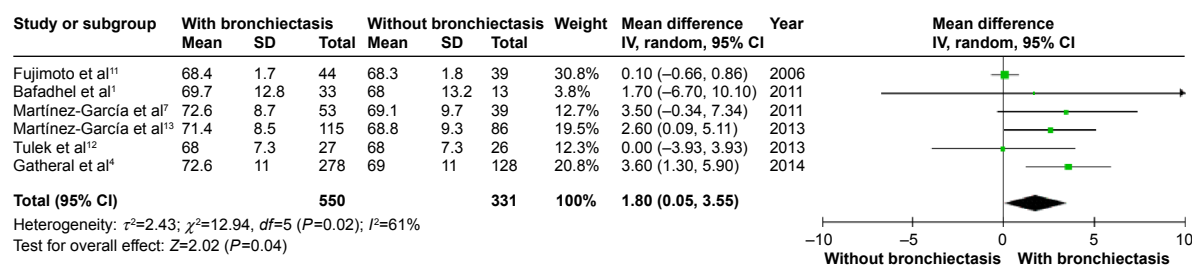 Study or subgroup With bronchiectasis Without bronchiectasis Weight Mean difference Year Mean difference
Mean SD Total Mean SD Total IV, random, 95% CI IV, random, 95% CI
Fujimoto et al¹¹ 68.4 1.7 44 68.3 1.8 39 30.8% 0.10 (–0.66, 0.86) 2006
Bafadhel et al¹ 69.7 12.8 33 68 13.2 13 3.8% 1.70 (–6.70, 10.10) 2011
Martínez-García et al⁷ 72.6 8.7 53 69.1 9.7 39 12.7% 3.50 (–0.34, 7.34) 2011
Martínez-García et al¹³ 71.4 8.5 115 68.8 9.3 86 19.5% 2.60 (0.09, 5.11) 2013
Tulek et al¹² 68 7.3 27 68 7.3 26 12.3% 0.00 (–3.93, 3.93) 2013
Gatheral et al⁴ 72.6 11 278 69 11 128 20.8% 3.60 (1.30, 5.90) 2014
Total (95% CI) 550 331 100% 1.80 (0.05, 3.55)
Heterogeneity: τ²=2.43; χ²=12.94, df=5 (P=0.02); I²=61%
Test for overall effect: Z=2.02 (P=0.04)
–10 –5 0 5 10
Without bronchiectasis With bronchiectasis